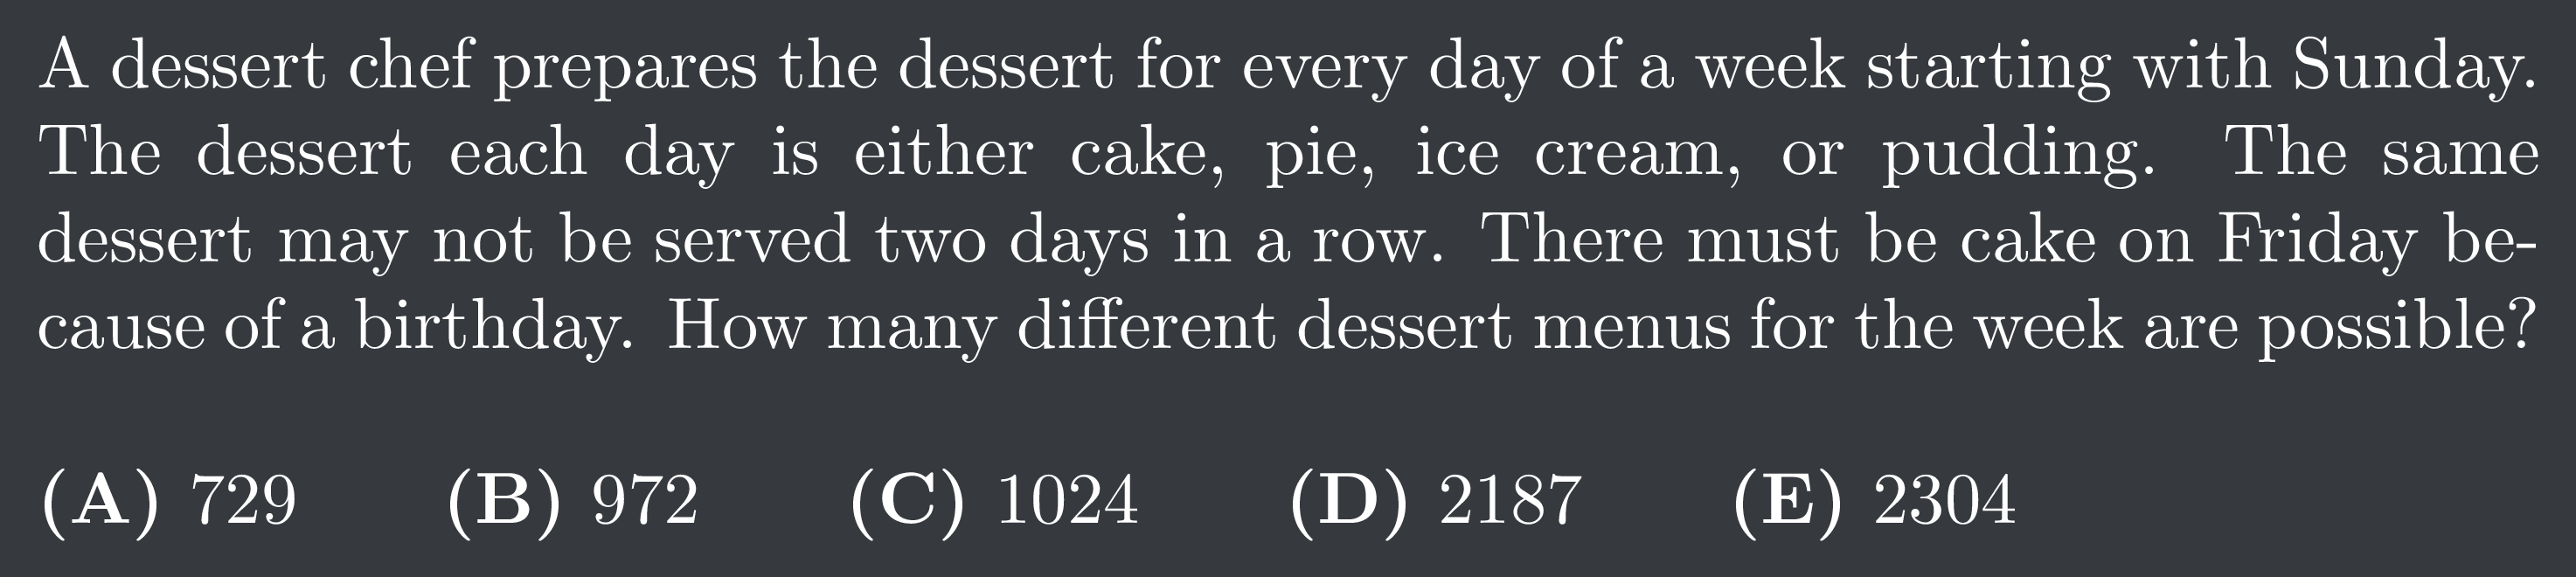 A dessert chef prepares the dessert for every day of a week starting with Sunday.
The dessert each day is either cake, pie, ice cream, or pudding. The same
dessert may not be served two days in a row. There must be cake on Friday be-
cause of a birthday. How many different dessert menus for the week are possible?
(A) 729 (B) 972 (C) 1024 (D) 2187 (E) 2304